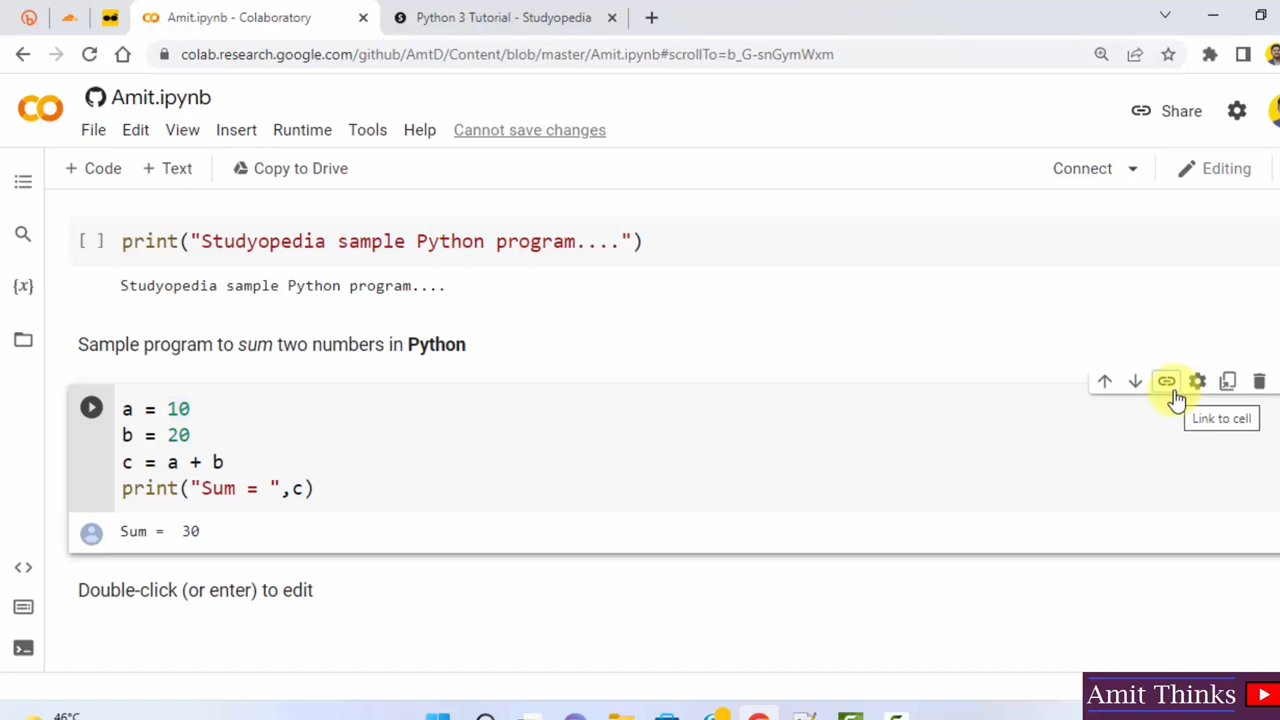 Amit.ipynb - Colaboratory
Python 3 Tutorial - Studyopedia
colab.research.google.com/github/AmtD/Content/blob/master/Amit.ipynb#scrollTo=b_G-snGymWxm
Amit.ipynb
Share
File Edit View Insert Runtime Tools Help Cannot save changes
+ Code + Text Copy to Drive Connect Editing
[ ] print("Studyopedia sample Python program....")
Studyopedia sample Python program....
Sample program to sum two numbers in Python
a = 10
Link to cell
b = 20
c = a + b
print("Sum = ",c)
Sum =  30
Double-click (or enter) to edit
Amit Thinks
46°C